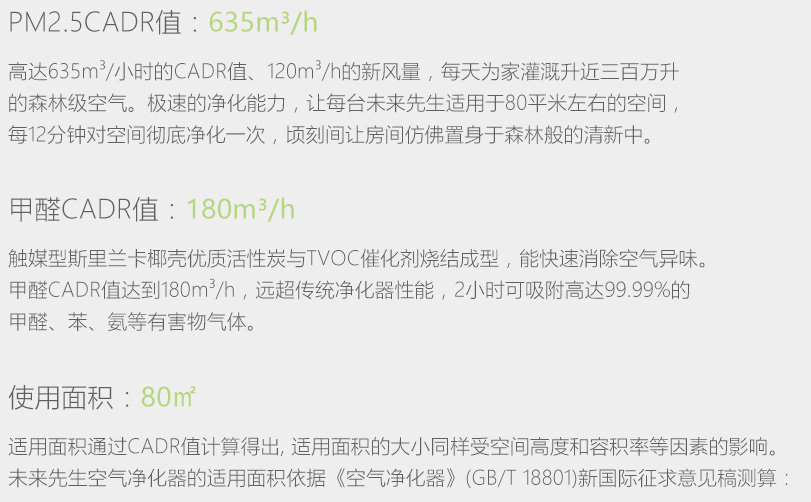 PM2.5CADR值：635m³/h
高达635m³/小时的CADR值、120m³/h的新风量，每天为家灌溉升近三百万升
的森林级空气。极速的净化能力，让每台未来先生适用于80平米左右的空间，
每12分钟对空间彻底净化一次，顷刻间让房间仿佛置身于森林般的清新中。
甲醛CADR值：180m³/h
触媒型斯里兰卡椰壳优质活性炭与TVOC催化剂烧结成型，能快速消除空气异味。
甲醛CADR值达到180m³/h，远超传统净化器性能，2小时可吸附高达99.99%的
甲醛、苯、氨等有害物气体。
使用面积：80㎡
适用面积通过CADR值计算得出, 适用面积的大小同样受空间高度和容积率等因素的影响。
未来先生空气净化器的适用面积依据《空气净化器》(GB/T 18801)新国际征求意见稿测算：